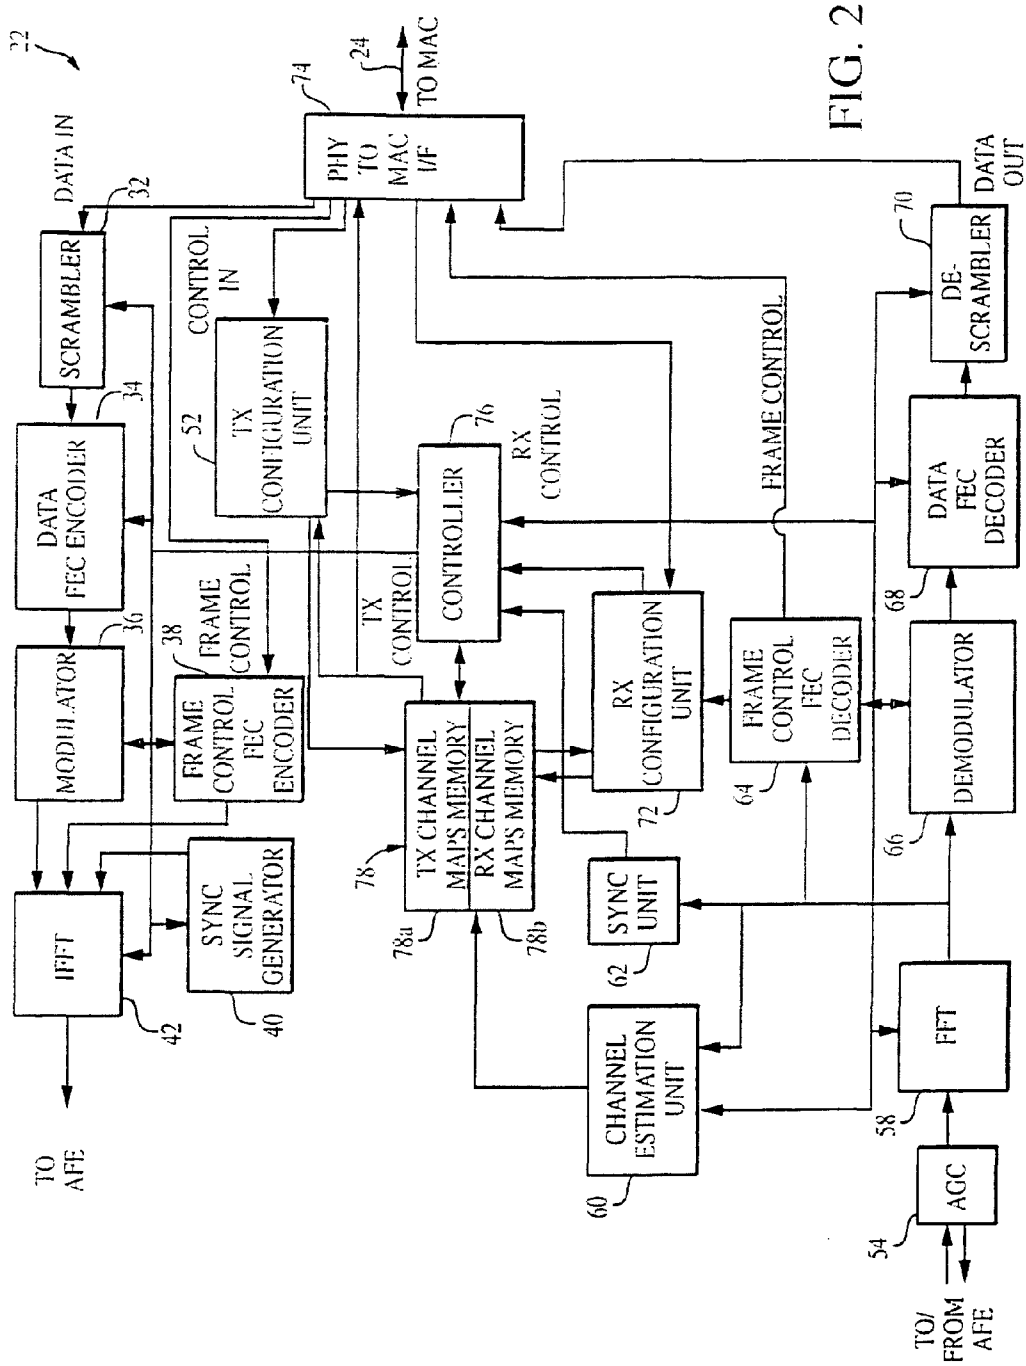 22
DATA IN
32
SCRAMBLER
34
DATA
FEC ENCODER
36
MODULATOR
38
FRAME
CONTROL
FEC
ENCODER
FRAME
CONTROL
SYNC
SIGNAL
GENERATOR
40
IFFT
42
TO
AFE
CONTROL
IN
PHY
TO
MAC
I/F
74
24
TO MAC
52
TX
CONFIGURATION
UNIT
TX
CONTROL
CONTROLLER
76
RX
CONTROL
78
TX CHANNEL
MAPS MEMORY
RX CHANNEL
MAPS MEMORY
78a
78b
RX
CONFIGURATION
UNIT
72
SYNC
UNIT
62
CHANNEL
ESTIMATION
UNIT
60
FRAME CONTROL
FRAME
CONTROL
FEC
DECODER
64
TO/
FROM
AFE
AGC
54
FFT
58
DEMODULATOR
66
DATA
FEC
DECODER
68
DE-
SCRAMBLER
70
DATA
OUT
FIG. 2